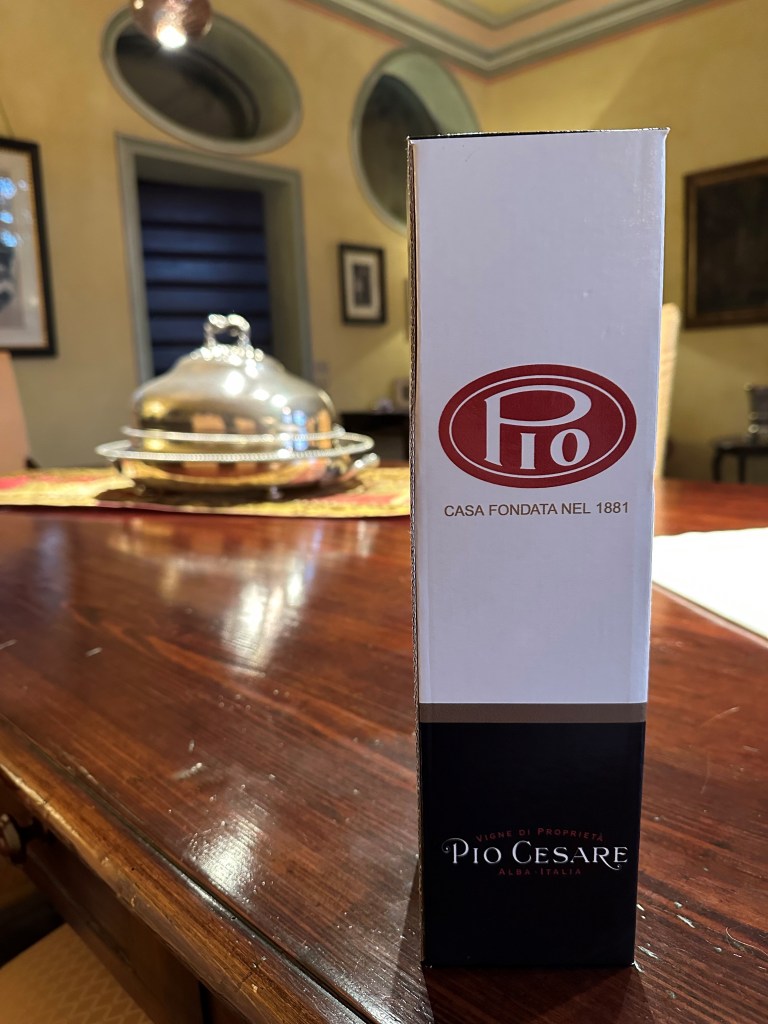 PIO
CASA FONDATA NEL 1881
VIGNE DI PROPRIETÀ
PIO CESARE
ALBA - ITALIA